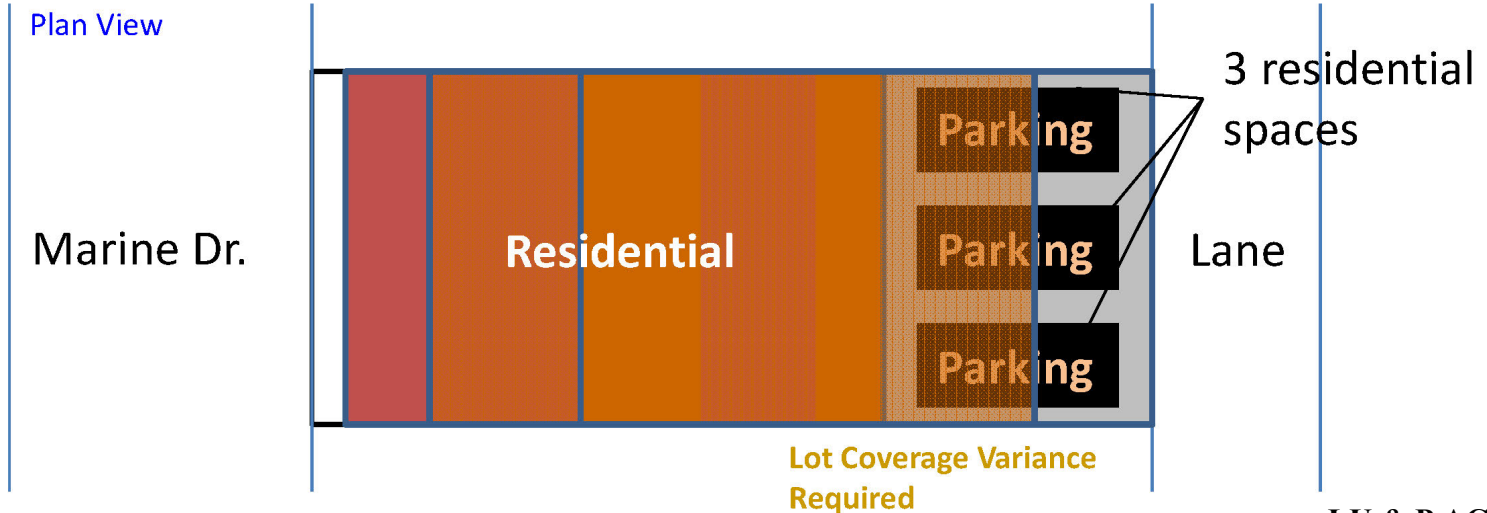 Plan View
3 residential
spaces
Parking
Marine Dr.
Residential
Parking
Lane
Parking
Lot Coverage Variance
Required